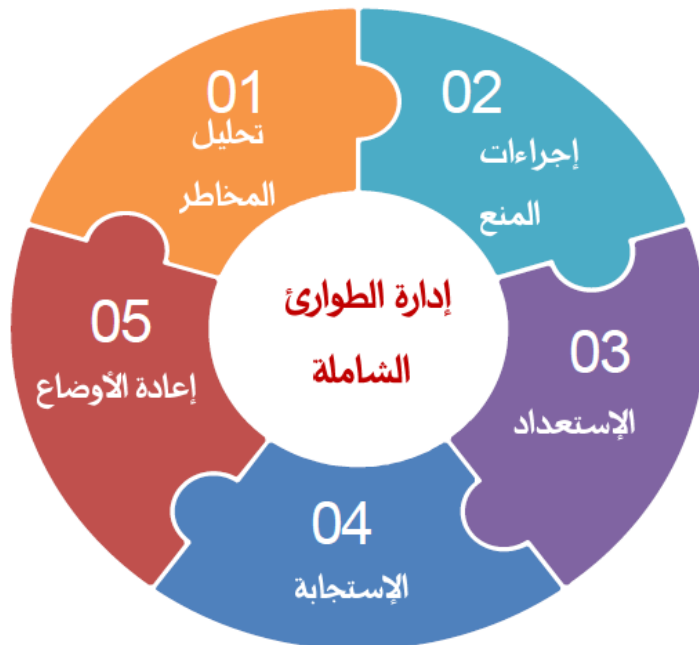 01
تحليل
المخاطر
02
إجراءات
المنع
03
الإستعداد
04
الإستجابة
05
إعادة الأوضاع
إدارة الطوارئ
الشاملة